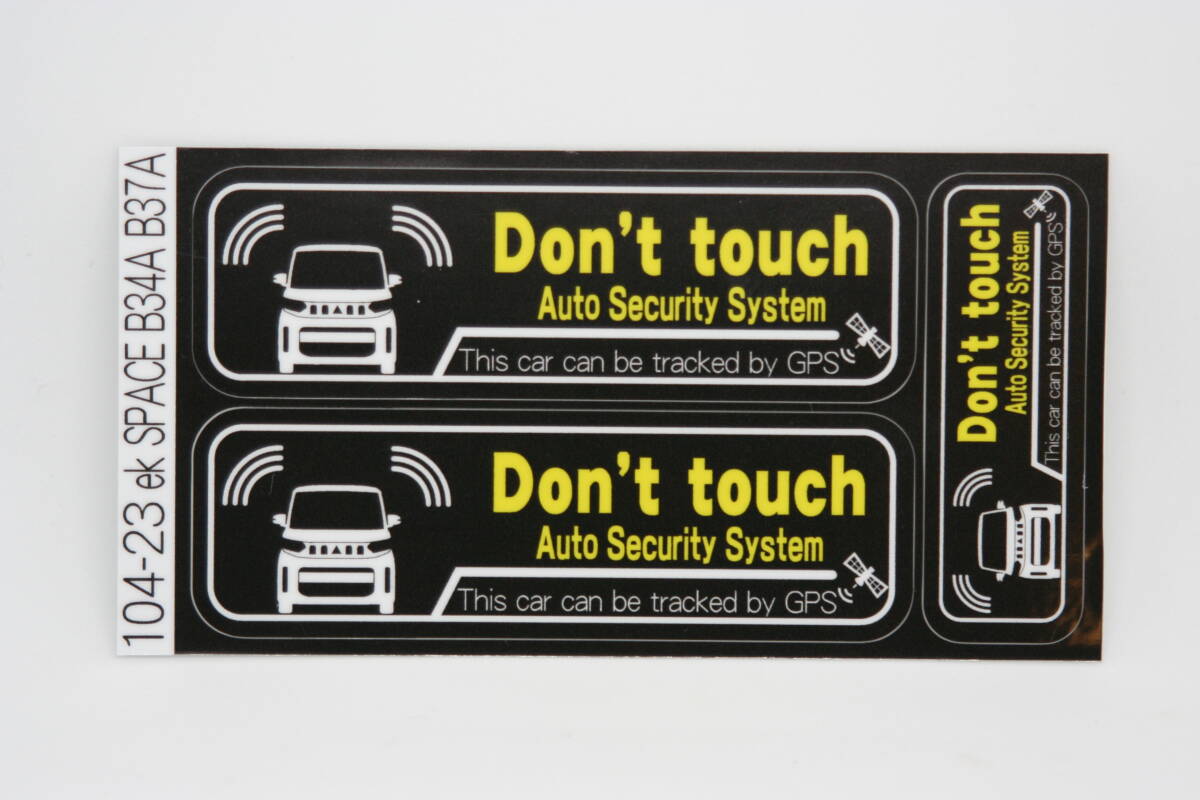 104-23 ek SPACE B34A B37A
Don't touch
Auto Security System
This car can be tracked by GPS
Don't touch
Auto Security System
This car can be tracked by GPS
Don't touch
Auto Security System
This car can be tracked by GPS